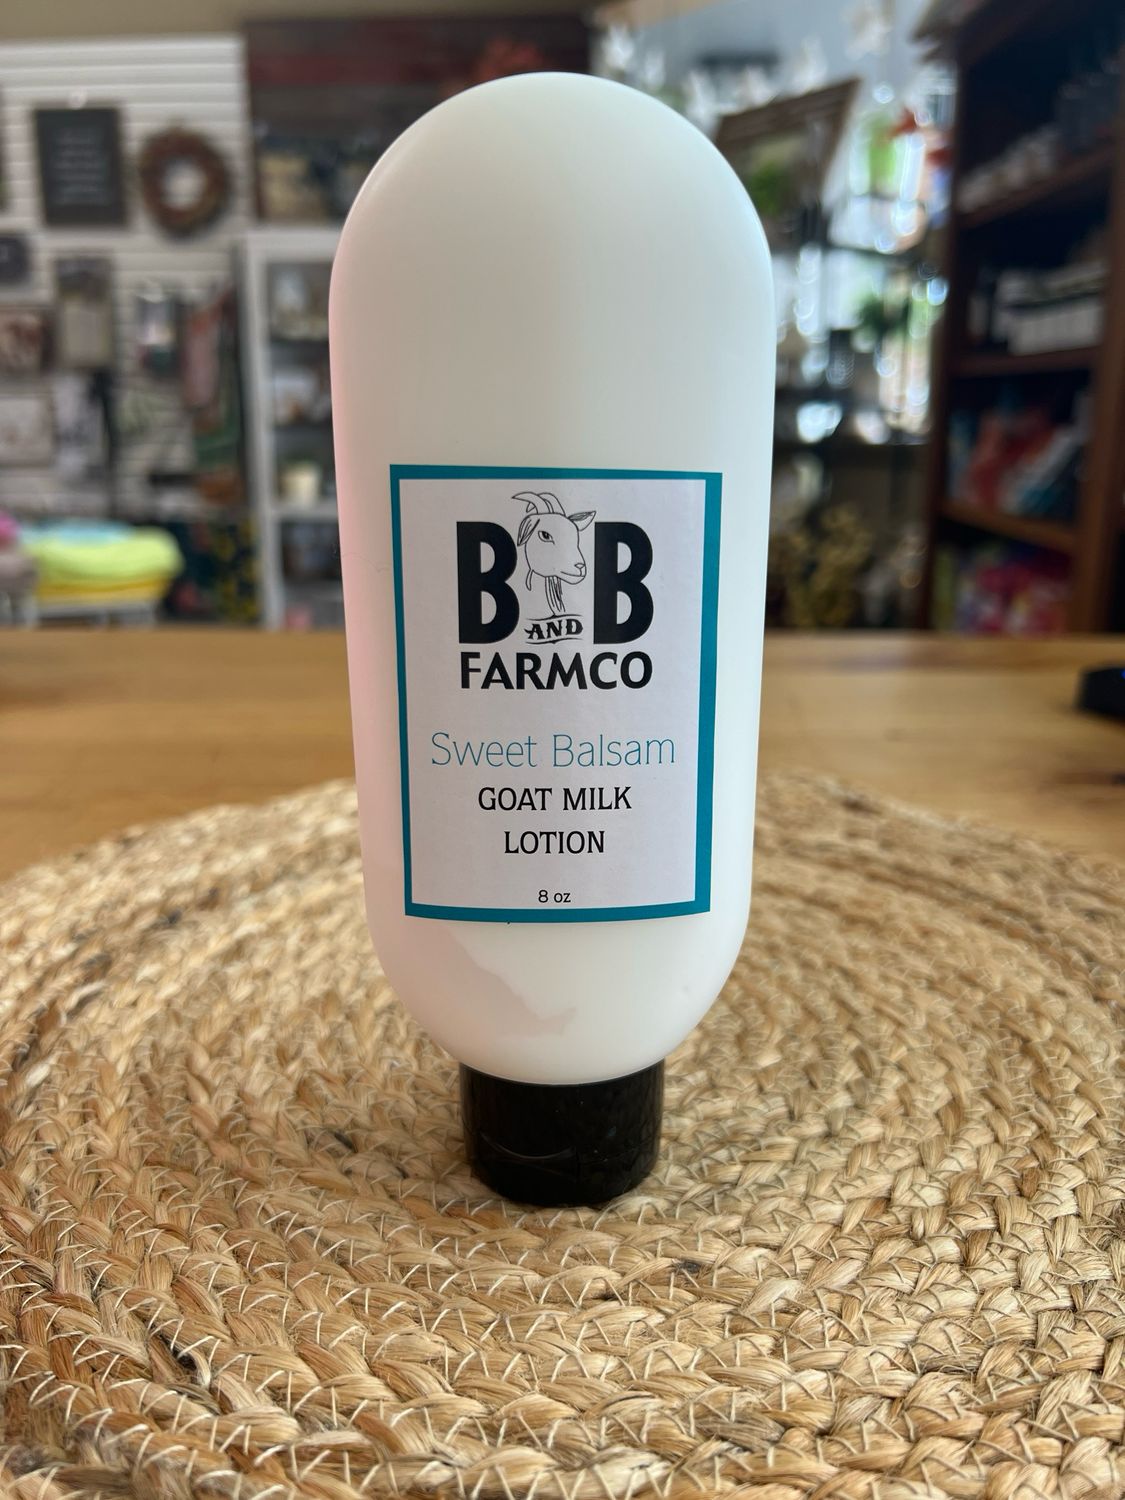 B AND B
FARMCO
Sweet Balsam
GOAT MILK
LOTION
8 oz